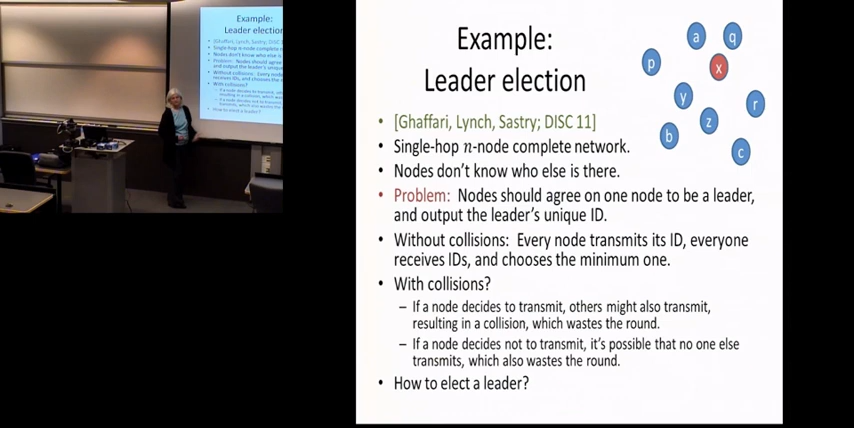 Example:
Leader election
• [Ghaffari, Lynch, Sastry; DISC 11]
• Single-hop n-node complete network.
• Nodes don't know who else is there.
• Problem: Nodes should agree on one node to be a leader,
and output the leader's unique ID.
• Without collisions: Every node transmits its ID, everyone
receives IDs, and chooses the minimum one.
• With collisions?
– If a node decides to transmit, others might also transmit,
resulting in a collision, which wastes the round.
– If a node decides not to transmit, it's possible that no one else
transmits, which also wastes the round.
• How to elect a leader?
a q
p x
y r
z
b c
Example:
Leader election